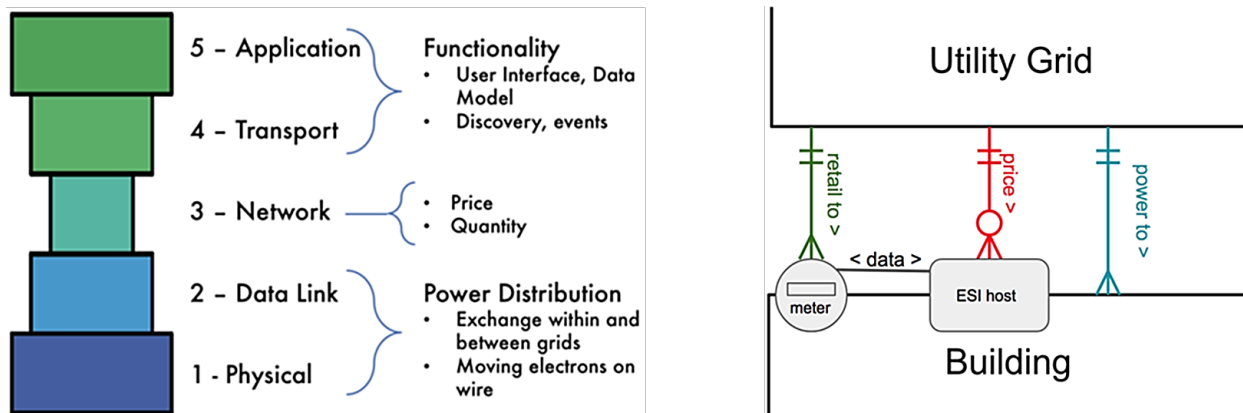 5 – Application
4 – Transport
3 – Network
2 – Data Link
1 - Physical
Functionality
• User Interface, Data
Model
• Discovery, events
• Price
• Quantity
Power Distribution
• Exchange within and
between grids
• Moving electrons on
wire
Utility Grid
retail to >
price >
power to >
< data >
meter
ESI host
Building